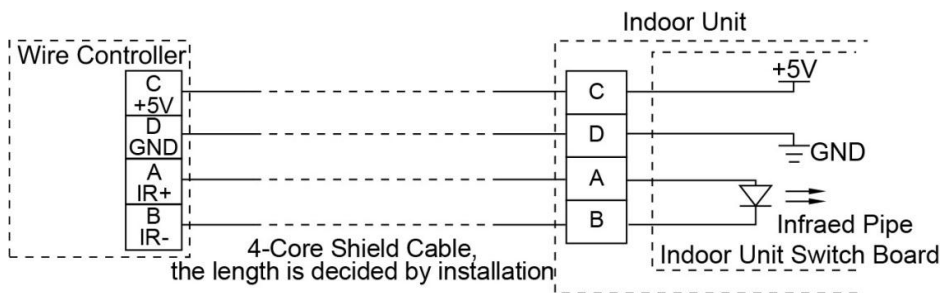 Indoor Unit
Wire Controller
+5V
C
+5V
C
D
GND
D
GND
A
IR+
A
B
IR-
B
Infraed Pipe
4-Core Shield Cable,
the length is decided by installation
Indoor Unit Switch Board